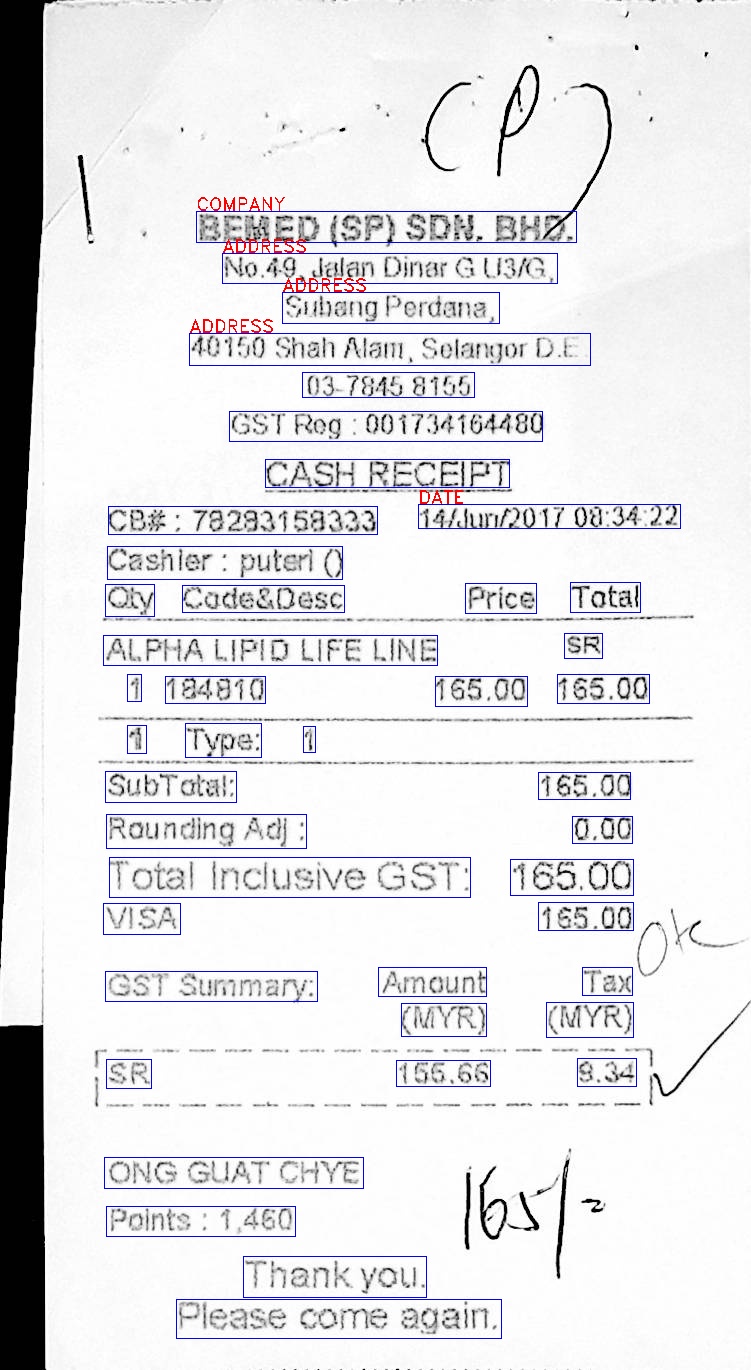 (P)
COMPANY
BEMED (SP) SDN. BHD.
ADDRESS
No.49, Jalan Dinar G U3/G,
ADDRESS
Subang Perdana,
ADDRESS
40150 Shah Alam, Selangor D.E.
03-7845 8155
GST Reg : 001734164480
CASH RECEIPT
DATE
CB# : 78283158333 14/Jun/2017 08:34:22
Cashier : puteri ()
Qty Code&Desc Price Total
ALPHA LIPID LIFE LINE SR
1 184810 165.00 165.00
1 Type: 1
SubTotal: 165.00
Rounding Adj : 0.00
Total Inclusive GST: 165.00
VISA 165.00
Ok
GST Summary: Amount Tax
(MYR) (MYR)
SR 155.66 9.34
ONG GUAT CHYE
165/=
Points : 1,460
Thank you.
Please come again.